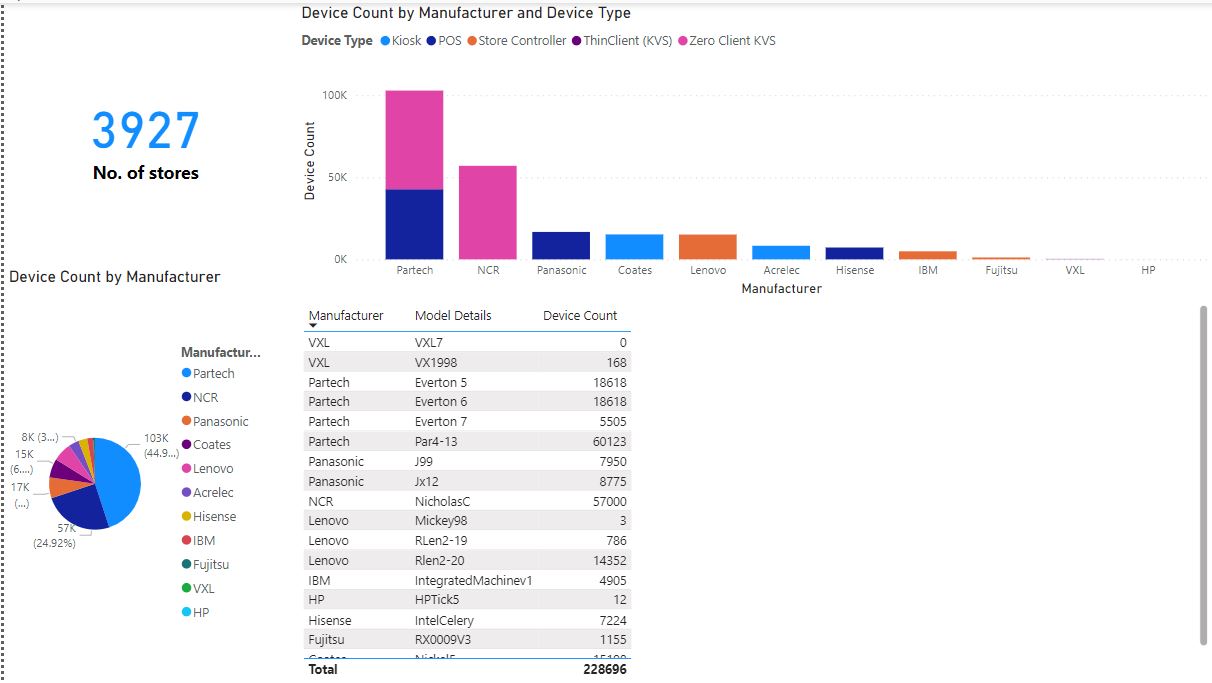 Device Count by Manufacturer and Device Type
Device Type Kiosk POS Store Controller ThinClient (KVS) Zero Client KVS
3927
No. of stores
Device Count
100K
50K
0K
Partech NCR Panasonic Coates Lenovo Acrelec Hisense IBM Fujitsu VXL HP
Manufacturer
Device Count by Manufacturer
Manufactur...
Partech
NCR
Panasonic
Coates
Lenovo
Acrelec
Hisense
IBM
Fujitsu
VXL
HP
8K (3...)
15K
(6....)
17K
(...)
57K
(24.92%)
103K
(44.9...)
Manufacturer Model Details Device Count
VXL VXL7 0
VXL VX1998 168
Partech Everton 5 18618
Partech Everton 6 18618
Partech Everton 7 5505
Partech Par4-13 60123
Panasonic J99 7950
Panasonic Jx12 8775
NCR NicholasC 57000
Lenovo Mickey98 3
Lenovo RLen2-19 786
Lenovo Rlen2-20 14352
IBM IntegratedMachinev1 4905
HP HPTick5 12
Hisense IntelCelery 7224
Fujitsu RX0009V3 1155
Total 228696